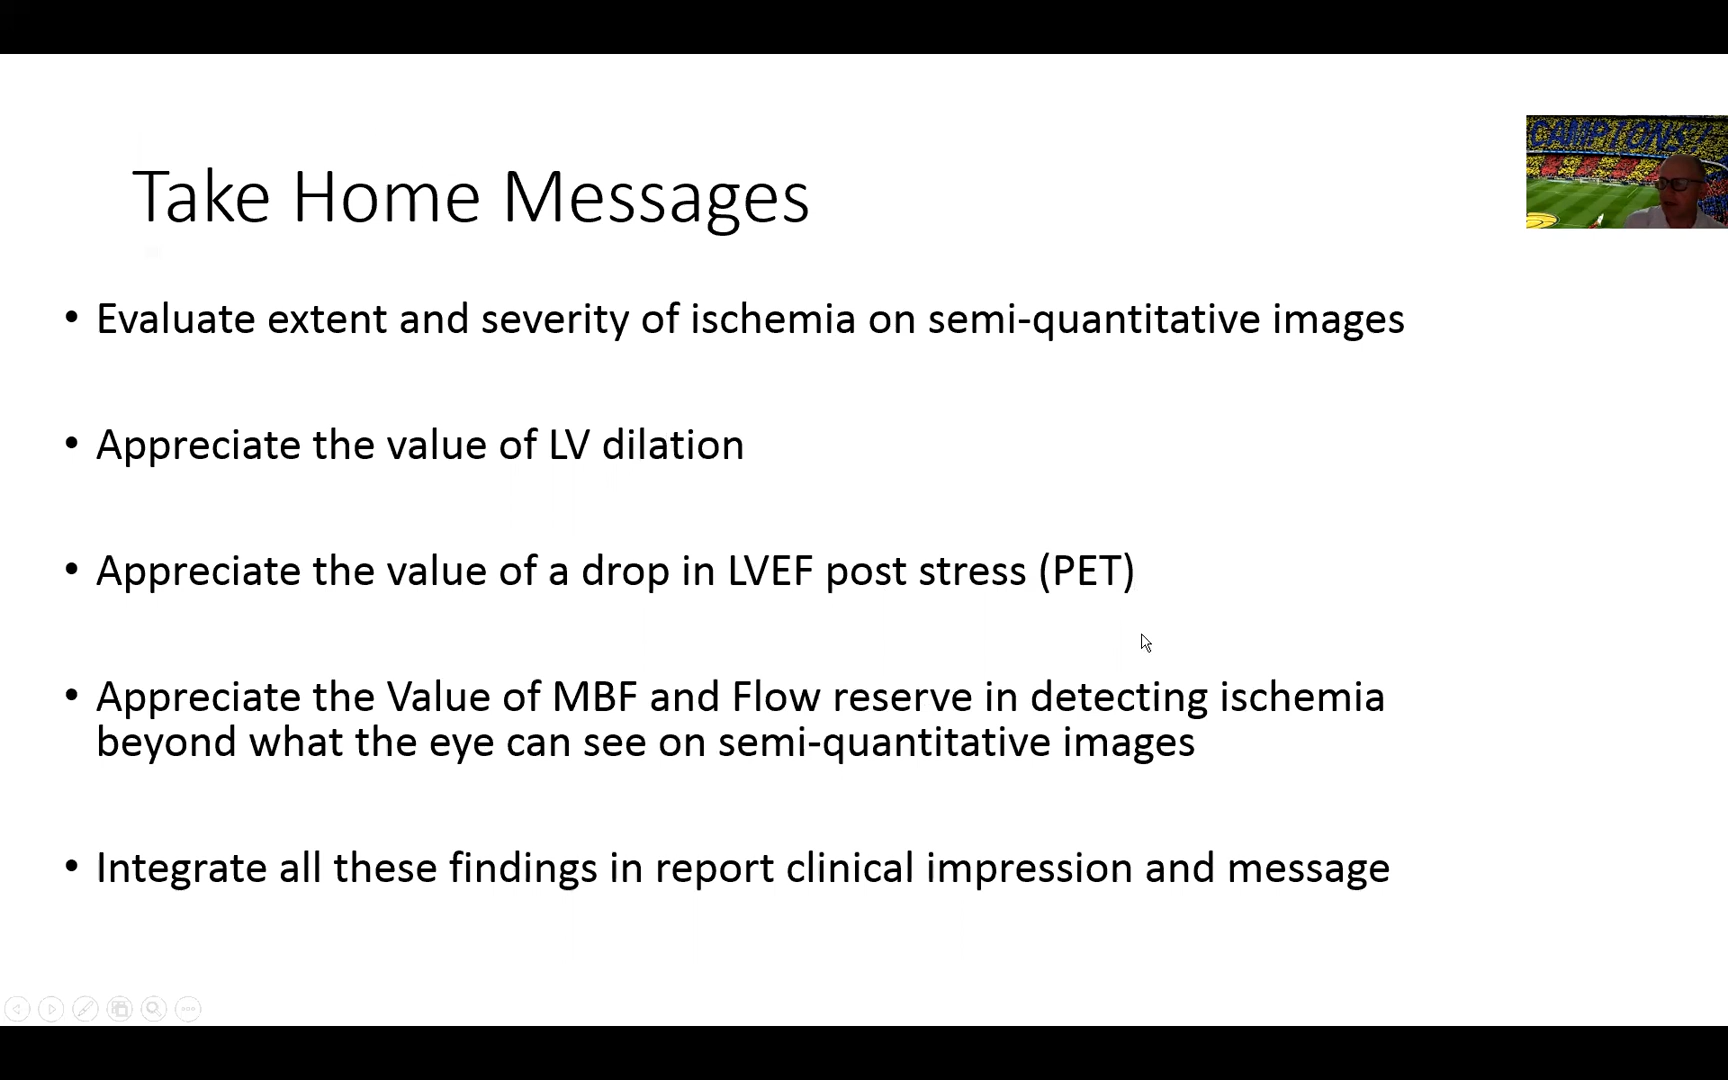 CAMPIONS!
Take Home Messages
• Evaluate extent and severity of ischemia on semi-quantitative images
• Appreciate the value of LV dilation
• Appreciate the value of a drop in LVEF post stress (PET)
• Appreciate the Value of MBF and Flow reserve in detecting ischemia
beyond what the eye can see on semi-quantitative images
• Integrate all these findings in report clinical impression and message